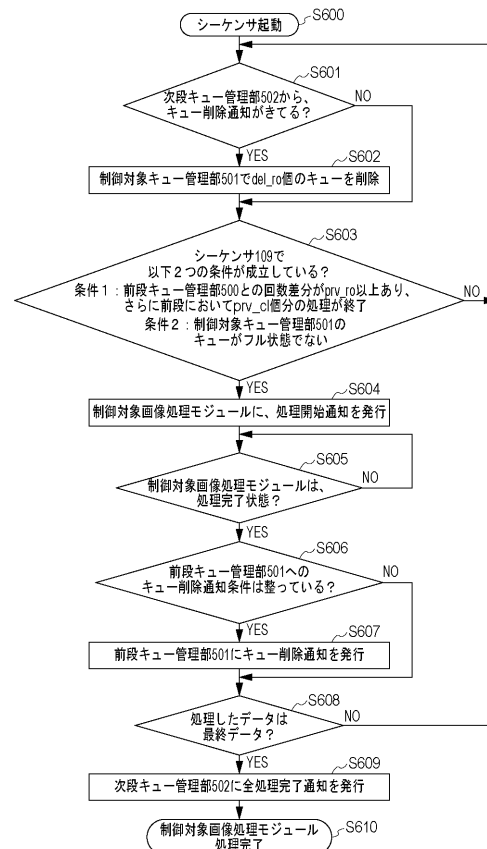 シーケンサ起動
S600
S601
次段キュー管理部502から、
キュー削除通知がきてる？
NO
YES
S602
制御対象キュー管理部501でdel_ro個のキューを削除
S603
シーケンサ109で
以下２つの条件が成立している？
条件１：前段キュー管理部500との回数差分がprv_ro以上あり、
さらに前段においてprv_cl個分の処理が終了
条件２：制御対象キュー管理部501の
キューがフル状態でない
NO
YES
S604
制御対象画像処理モジュールに、処理開始通知を発行
S605
制御対象画像処理モジュールは、
処理完了状態？
NO
YES
S606
前段キュー管理部501への
キュー削除通知条件は整っている？
NO
YES
S607
前段キュー管理部501にキュー削除通知を発行
S608
処理したデータは
最終データ？
NO
YES
S609
次段キュー管理部502に全処理完了通知を発行
制御対象画像処理モジュール
処理完了
S610